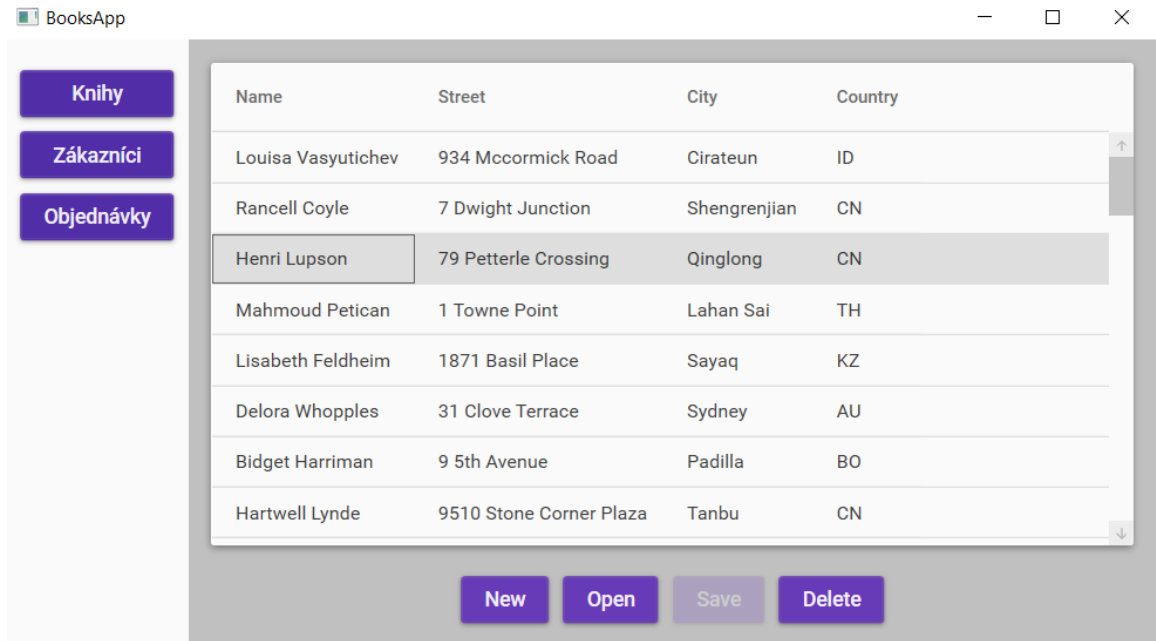 BooksApp
Knihy
Zákazníci
Objednávky
Name Street City Country
Louisa Vasyutichev 934 Mccormick Road Cirateun ID
Rancell Coyle 7 Dwight Junction Shengrenjian CN
Henri Lupson 79 Petterle Crossing Qinglong CN
Mahmoud Petican 1 Towne Point Lahan Sai TH
Lisabeth Feldheim 1871 Basil Place Sayaq KZ
Delora Whopples 31 Clove Terrace Sydney AU
Bidget Harriman 9 5th Avenue Padilla BO
Hartwell Lynde 9510 Stone Corner Plaza Tanbu CN
New Open Save Delete